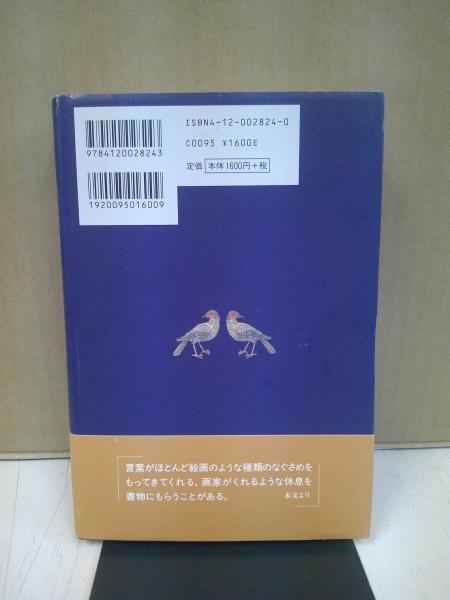 ISBN4-12-002824-0
C0095 ¥1600E
定価 本体1600円+税
9784120028243
1920095016009
言葉がほとんど絵画のような種類のなぐさめを
もってきてくれる、画家がくれるような休息を
書物にもらうことがある。
本文より